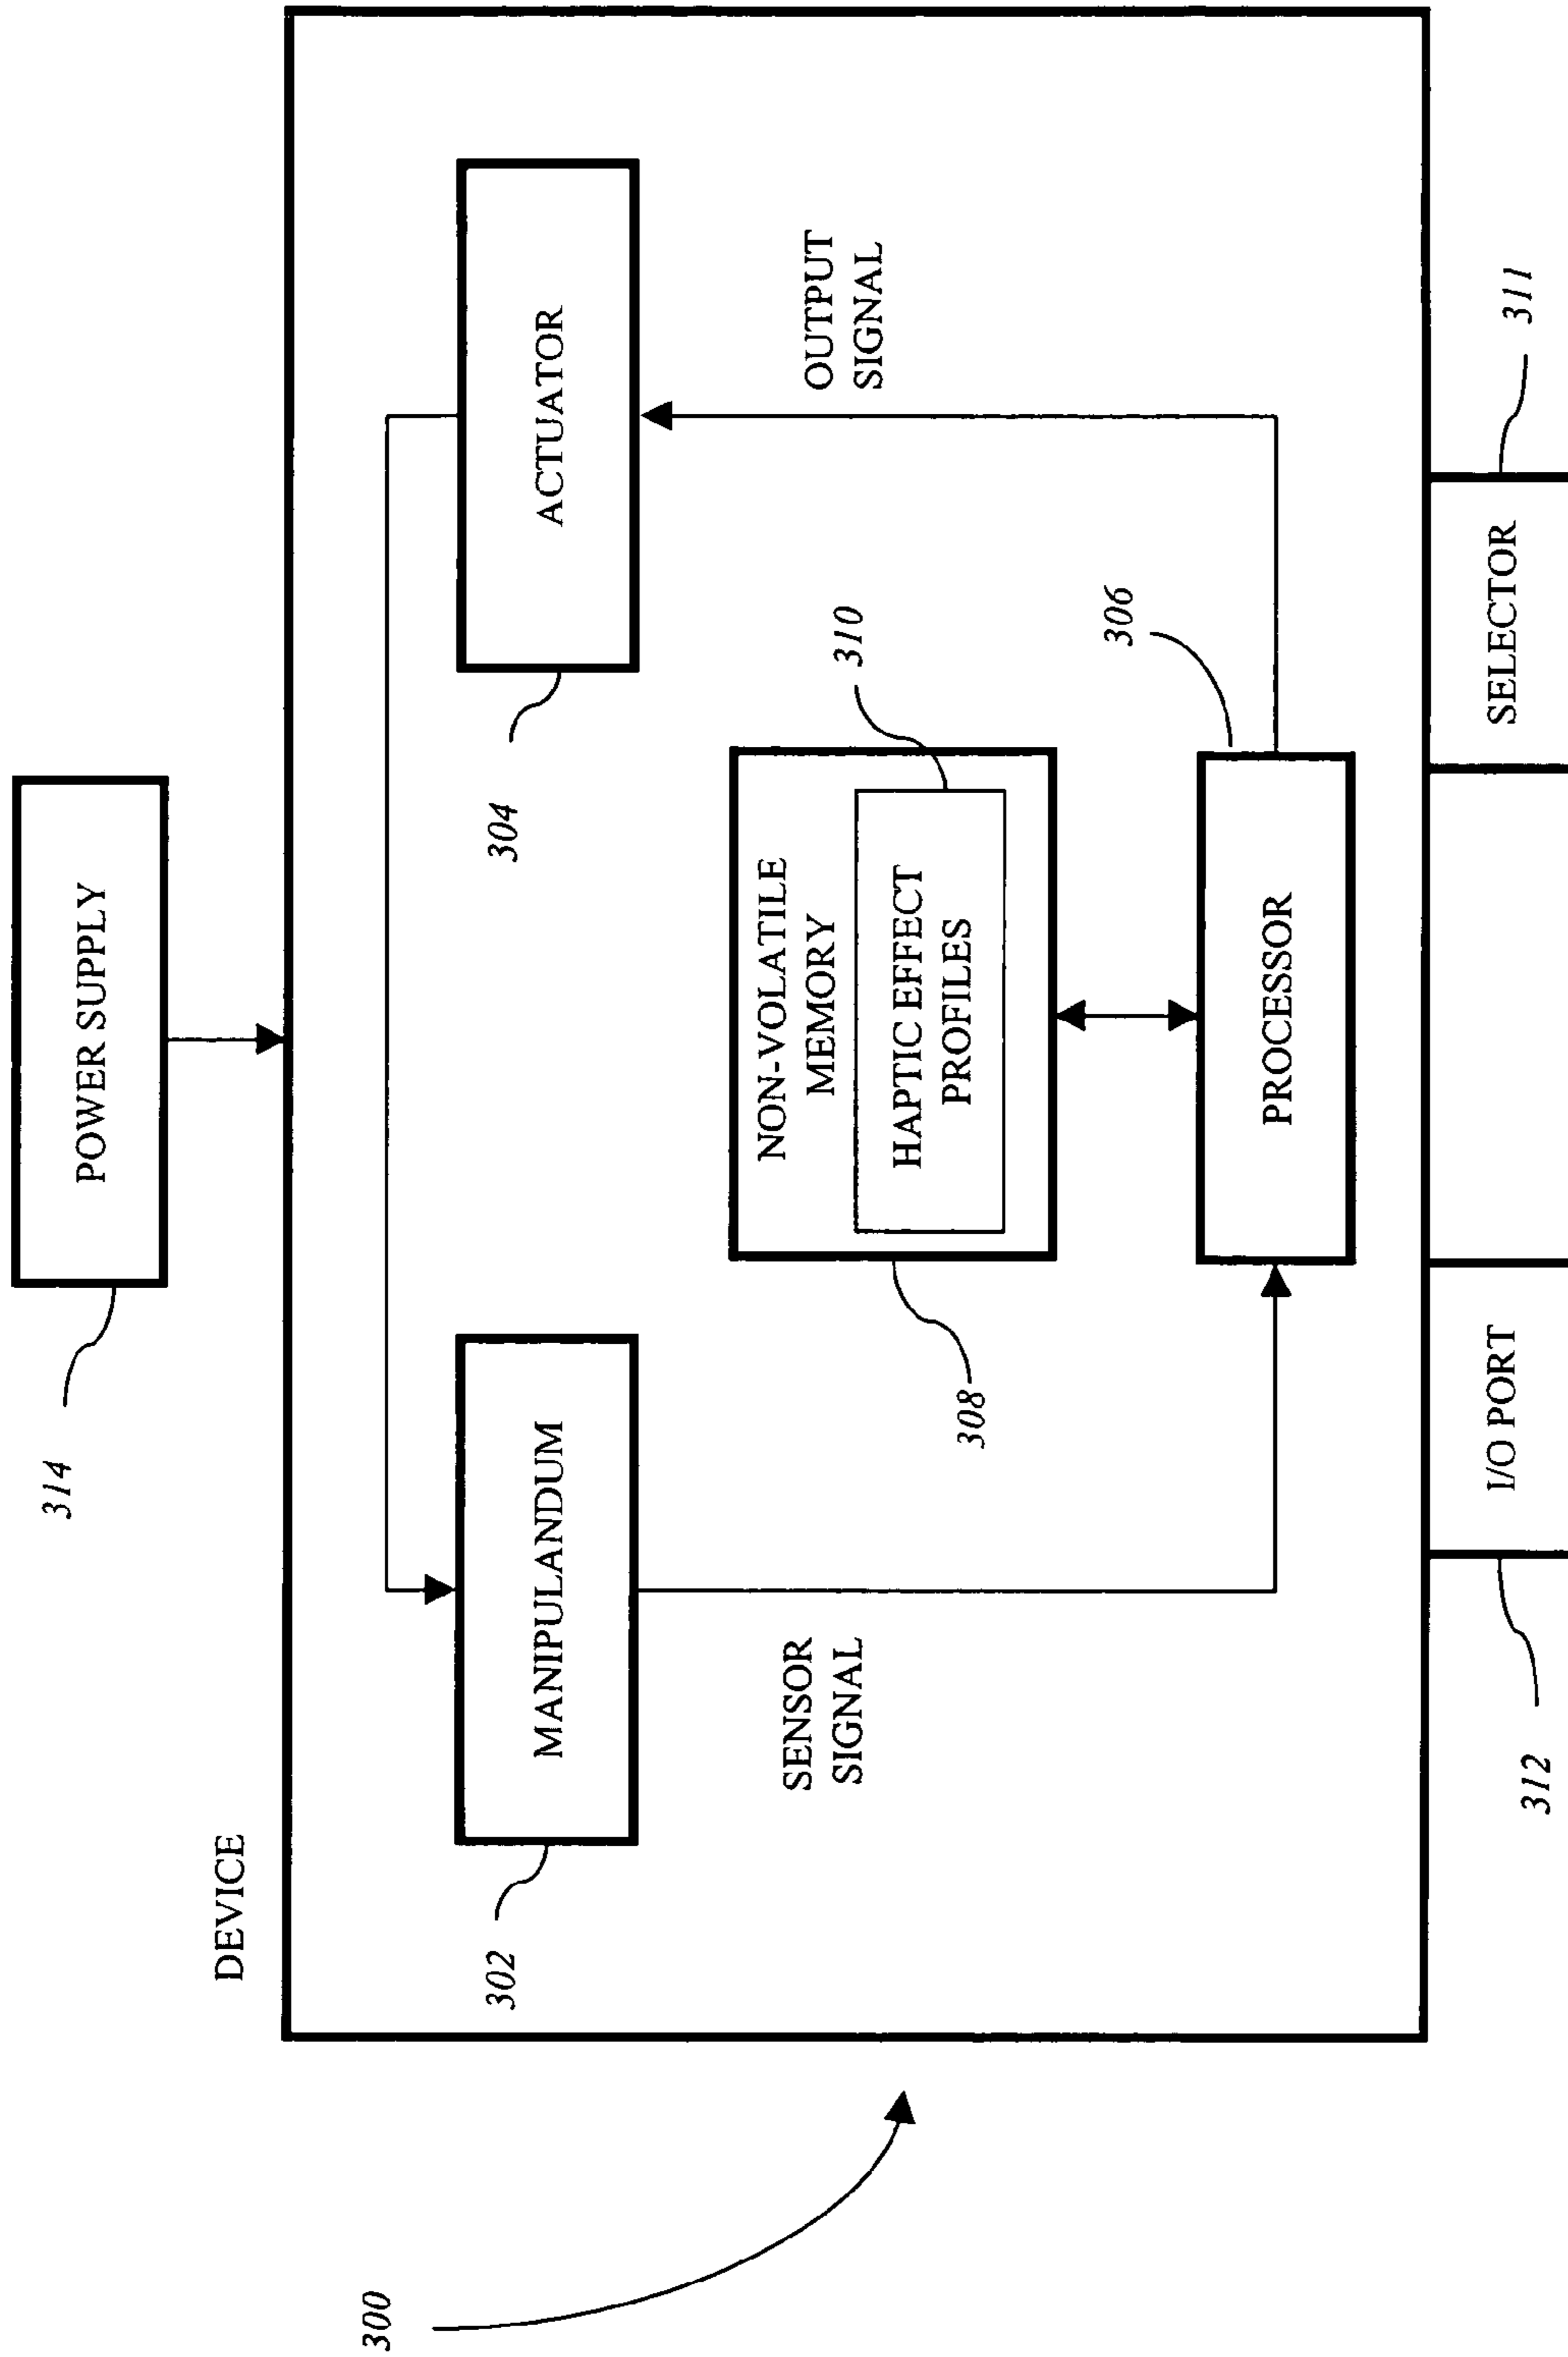 POWER SUPPLY
314
DEVICE
302
MANIPULANDUM
304
ACTUATOR
SENSOR
SIGNAL
OUTPUT
SIGNAL
NON-VOLATILE
MEMORY
HAPTIC EFFECT
PROFILES
308
310
PROCESSOR
306
300
312
I/O PORT
SELECTOR
311